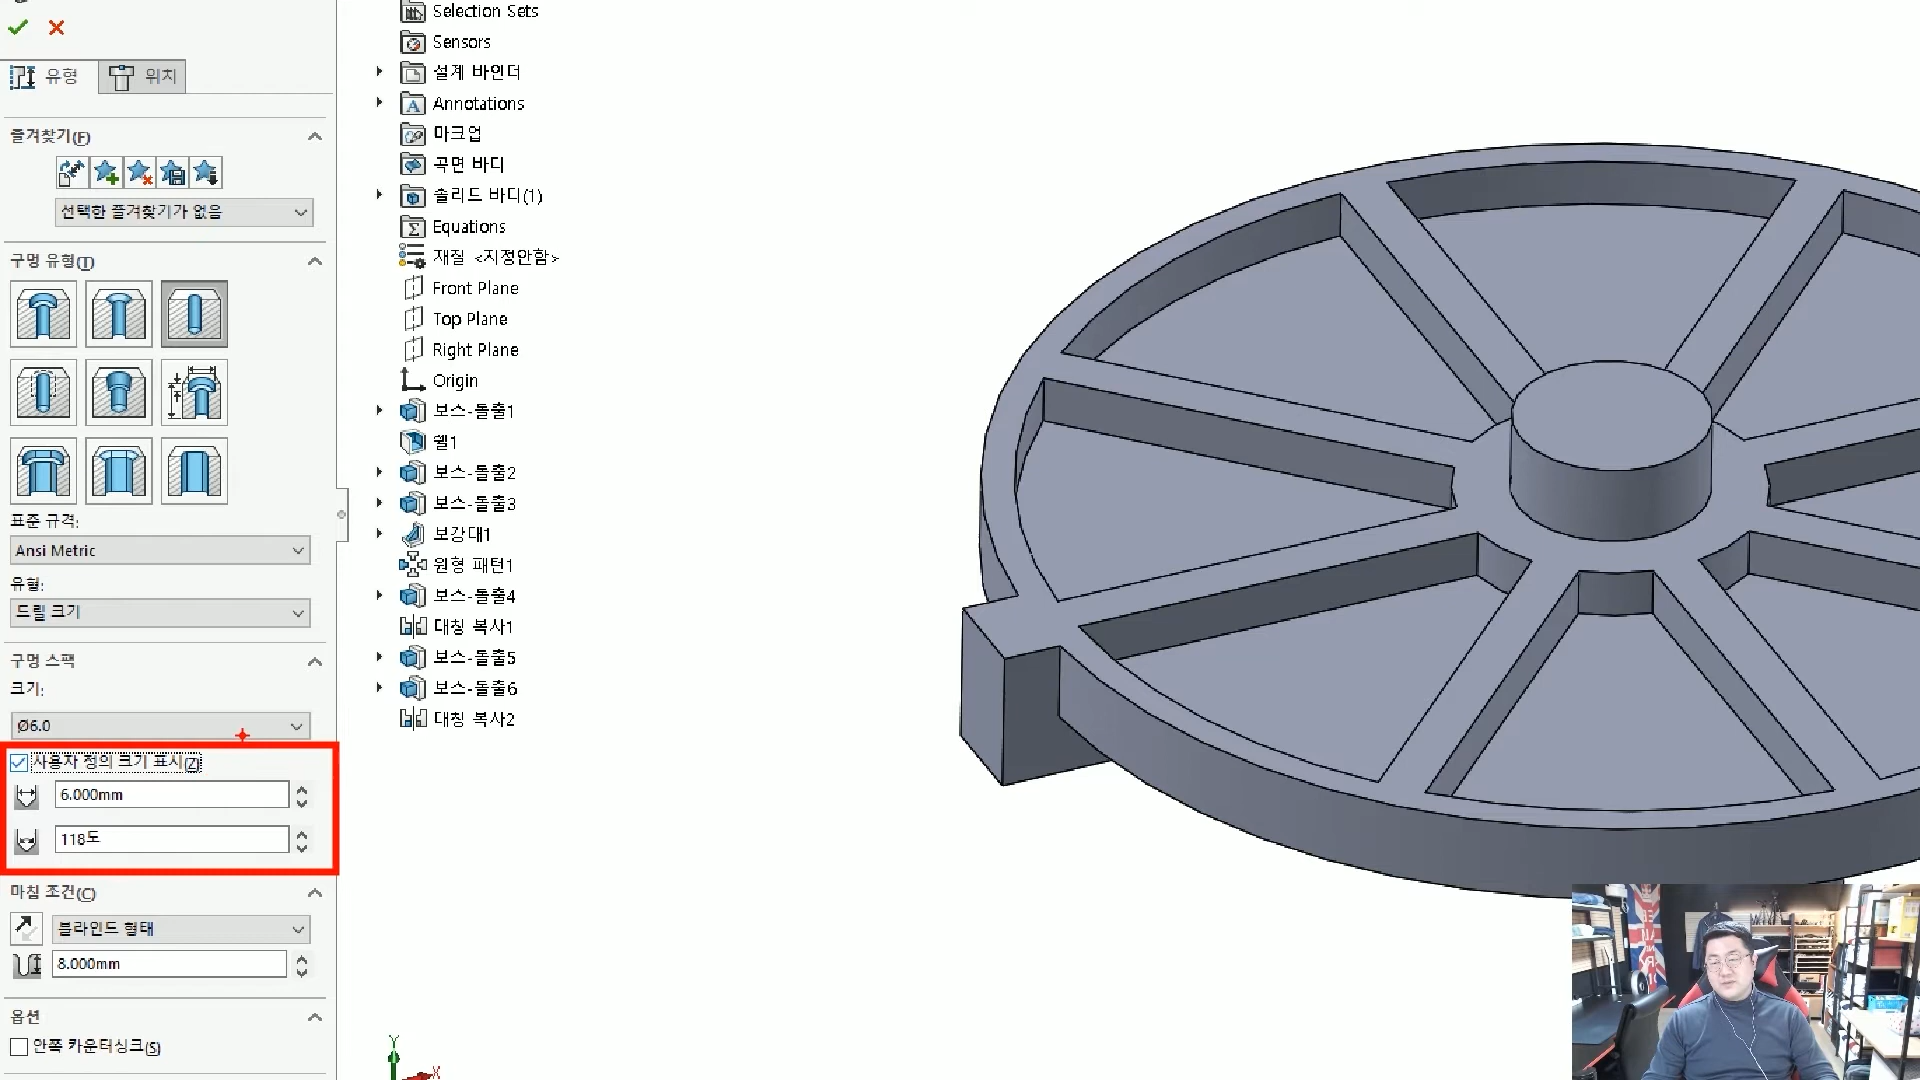 유형
위치
즐겨찾기(F)
선택한 즐겨찾기가 없음
구멍 유형(T)
표준 규격:
Ansi Metric
유형:
드릴 크기
구멍 스팩
크기:
Ø6.0
사용자 정의 크기 표시(Z)
6.000mm
118도
마침 조건(C)
블라인드 형태
8.000mm
옵션
안쪽 카운터싱크(S)
Selection Sets
Sensors
설계 바인더
Annotations
마크업
곡면 바디
솔리드 바디(1)
Equations
재질 <지정안함>
Front Plane
Top Plane
Right Plane
Origin
보스-돌출1
쉘1
보스-돌출2
보스-돌출3
보강대1
원형 패턴1
보스-돌출4
대칭 복사1
보스-돌출5
보스-돌출6
대칭 복사2
Y
X